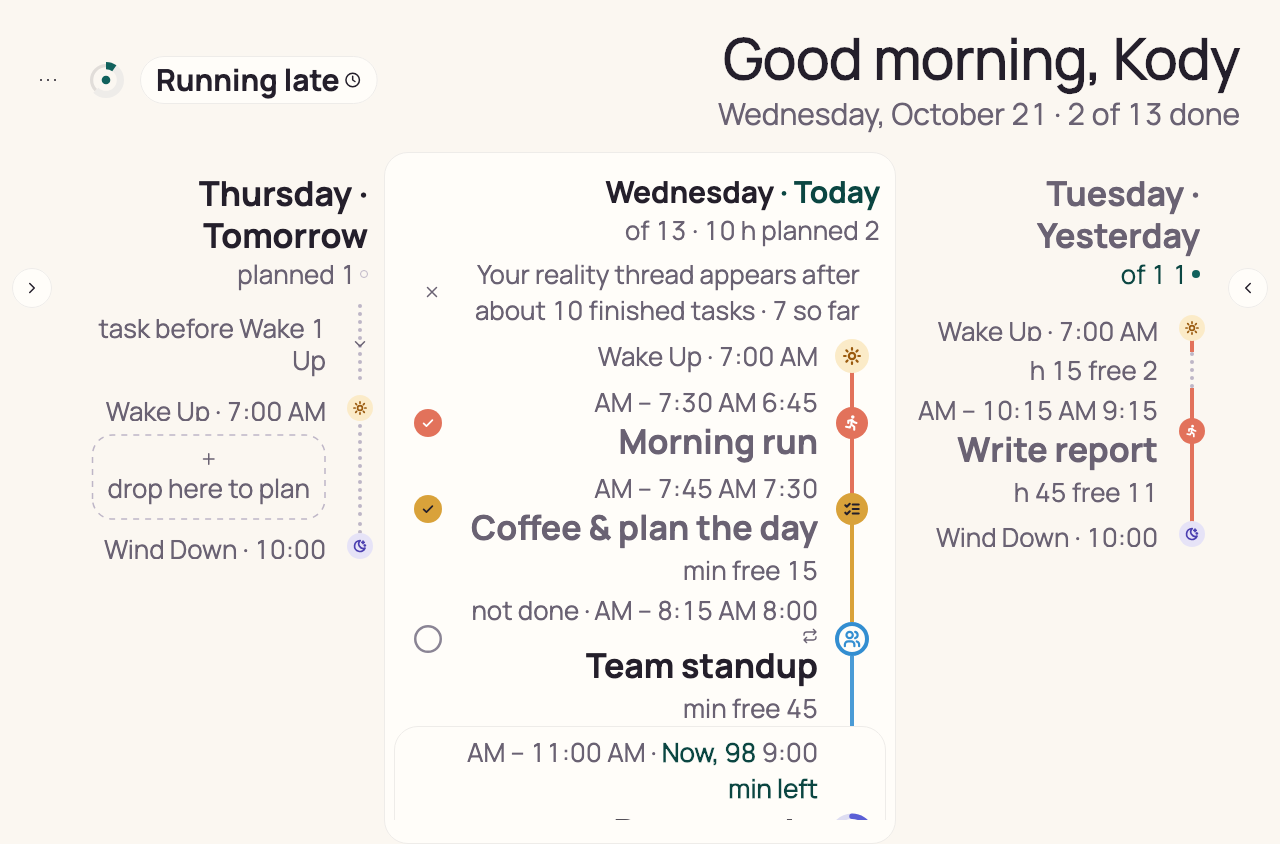 Good morning, Kody
Wednesday, October 21 · 2 of 13 done
Running late
Tuesday ·
Yesterday
of 1 1
Wake Up · 7:00 AM
h 15 free 2
AM – 10:15 AM 9:15
Write report
h 45 free 11
Wind Down · 10:00
Wednesday · Today
of 13 · 10 h planned 2
Your reality thread appears after
about 10 finished tasks · 7 so far
Wake Up · 7:00 AM
AM – 7:30 AM 6:45
Morning run
AM – 7:45 AM 7:30
Coffee & plan the day
min free 15
not done · AM – 8:15 AM 8:00
Team standup
min free 45
AM – 11:00 AM · Now, 98 9:00
min left
Thursday ·
Tomorrow
planned 1
task before Wake 1
Up
Wake Up · 7:00 AM
+
drop here to plan
Wind Down · 10:00